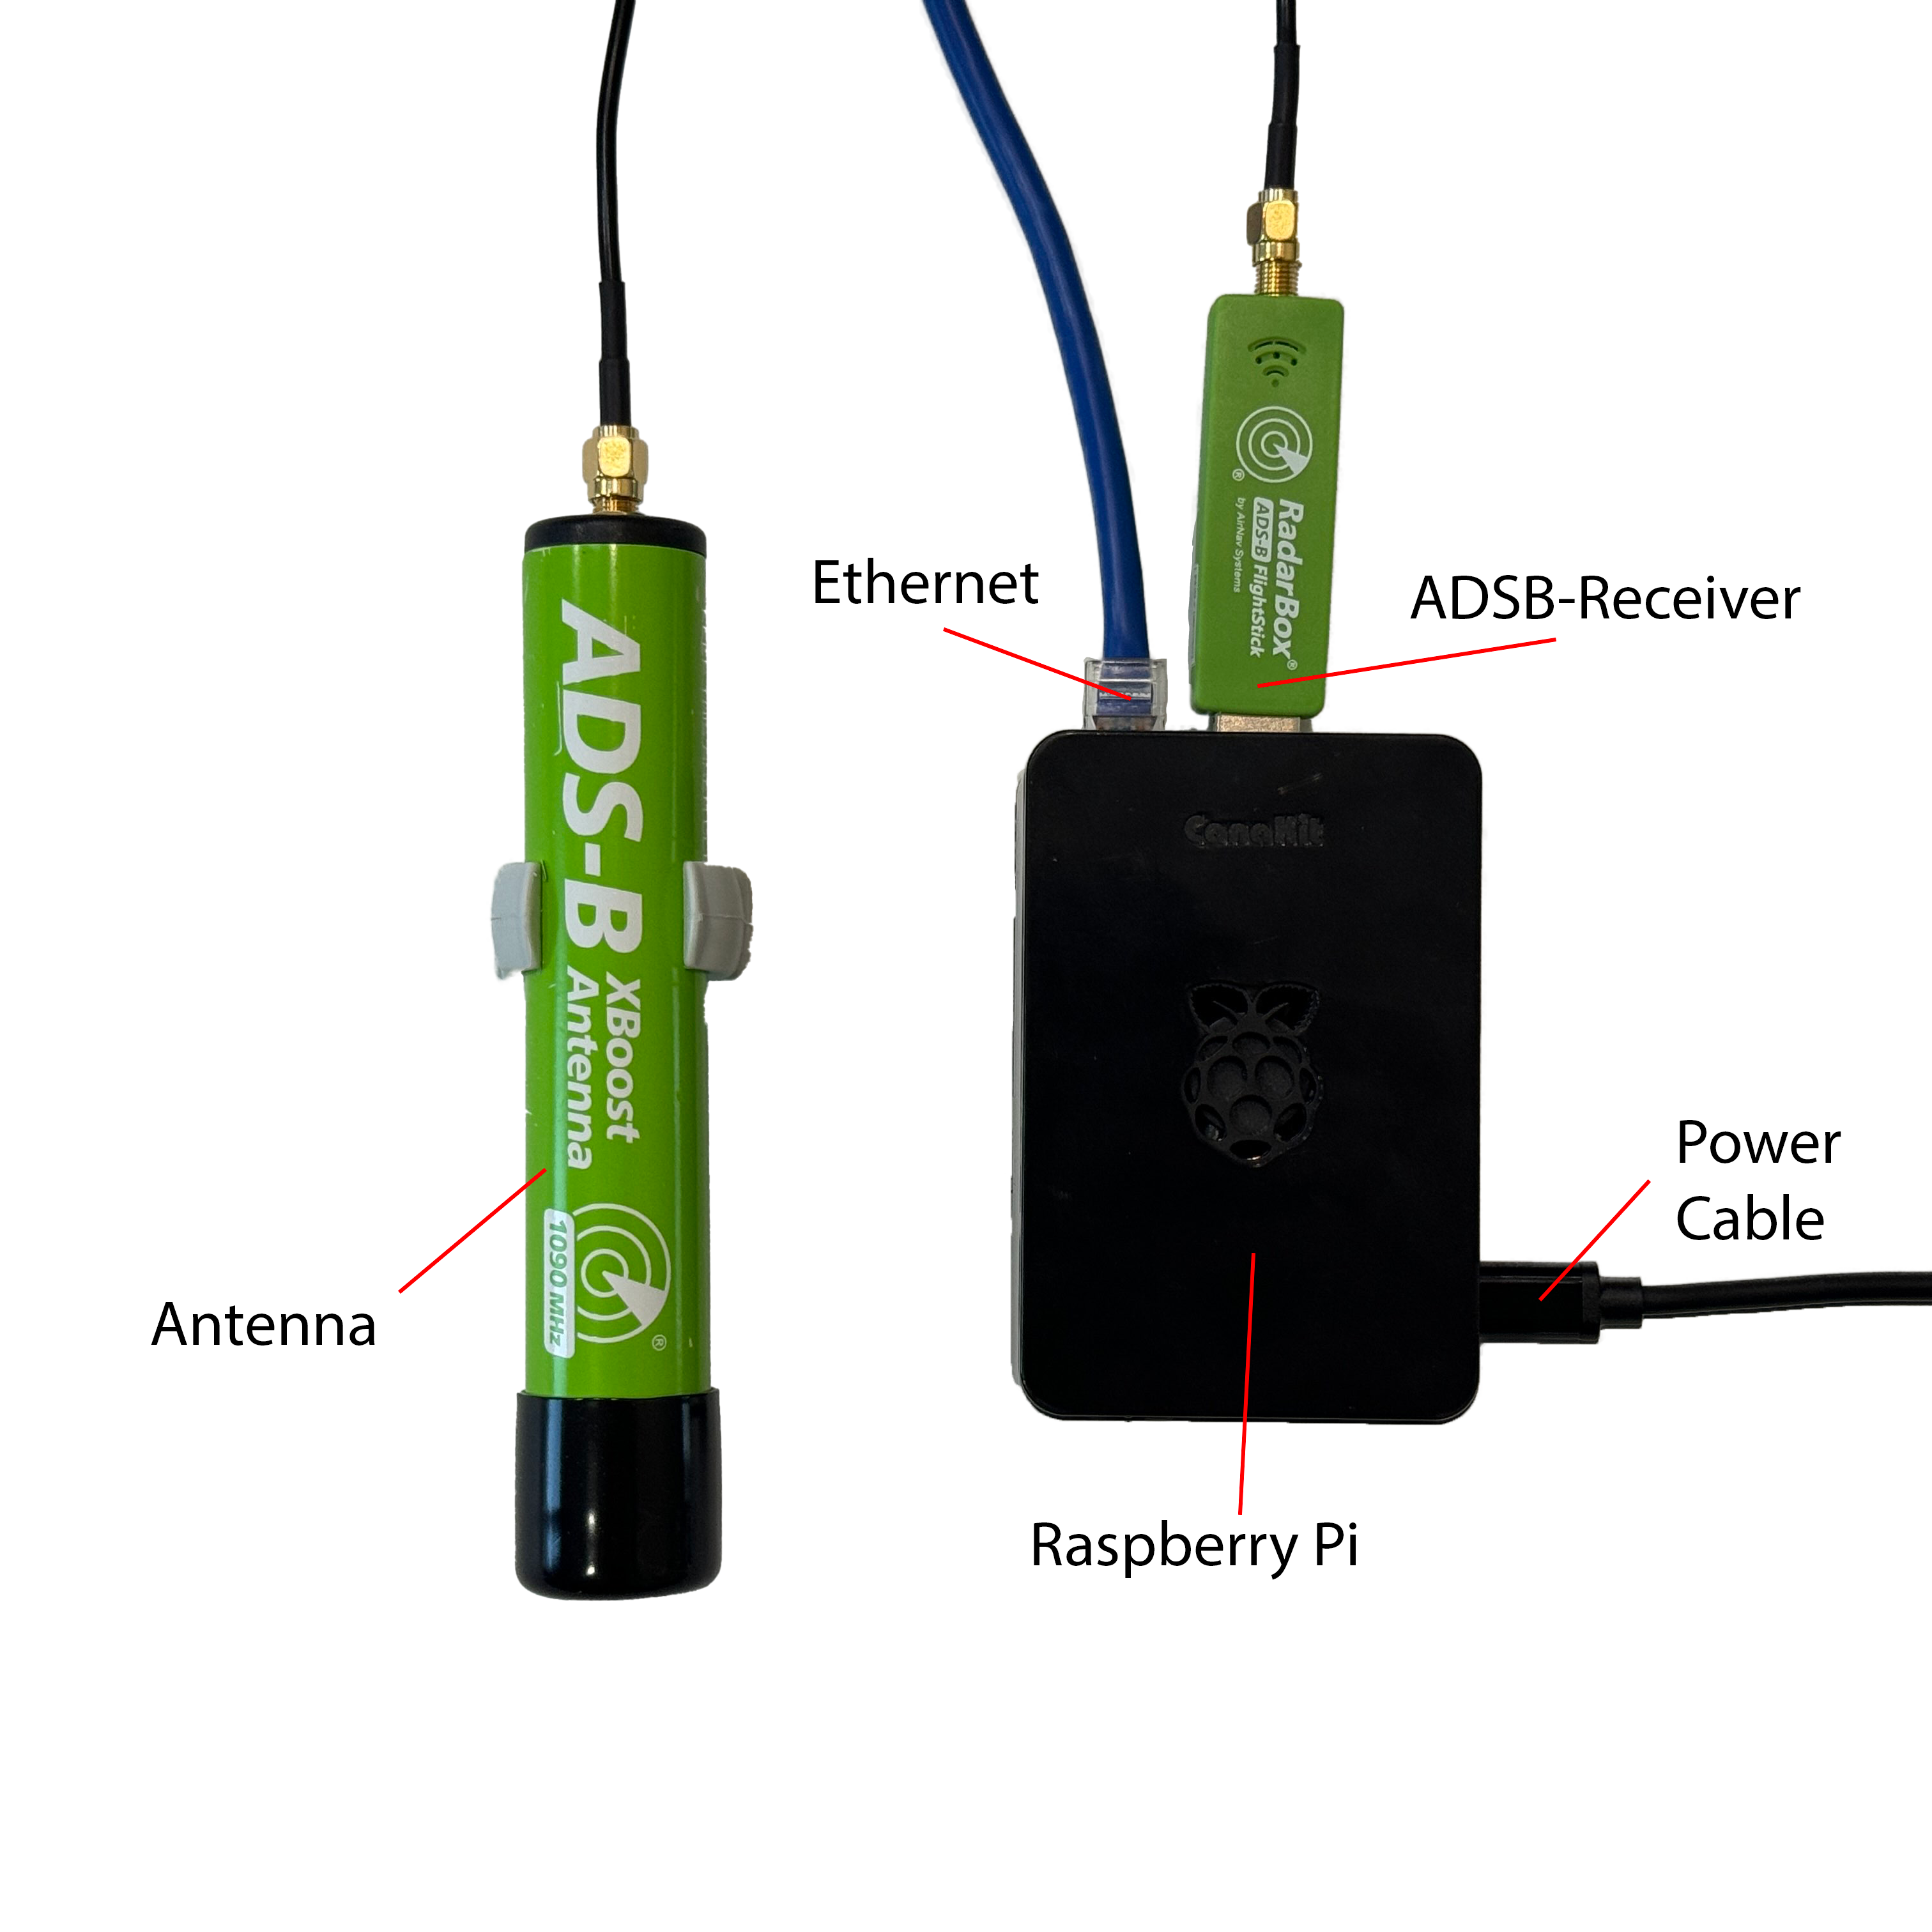 Ethernet
ADSB-Receiver
RadarBox®
ADS-B FlightStick
by AirNav Systems
®
ADS-B
XBoost
Antenna
1090 MHz
®
CanaKit
Power
Cable
Antenna
Raspberry Pi